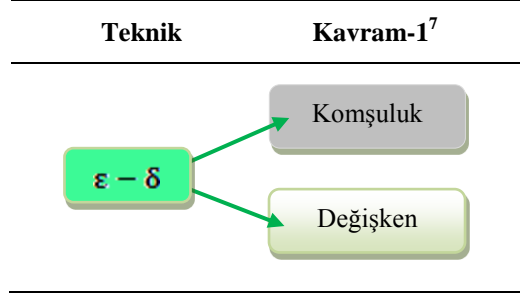 Teknik Kavram-1⁷
Komşuluk
ε − δ
Değişken